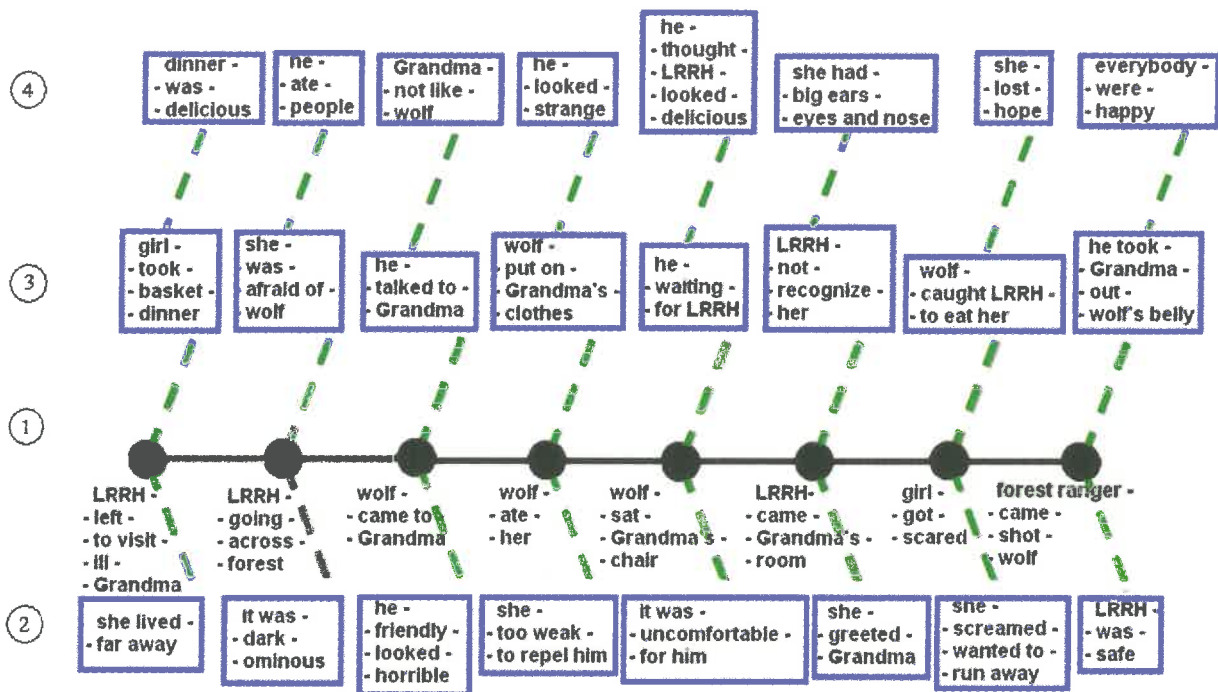 4
dinner -
- was -
- delicious
he -
- ate -
- people
Grandma -
- not like -
- wolf
he -
- looked -
- strange
he -
- thought -
- LRRH -
- looked -
- delicious
she had -
- big ears -
- eyes and nose
she -
- lost -
- hope
everybody -
- were -
- happy
3
girl -
- took -
- basket -
- dinner
she -
- was -
- afraid of -
- wolf
he -
- talked to -
- Grandma
wolf -
- put on -
- Grandma's -
- clothes
he -
- waiting -
- for LRRH
LRRH -
- not -
- recognize -
- her
wolf -
- caught LRRH -
- to eat her
he took -
- Grandma -
- out -
- wolf's belly
1
LRRH -
- left -
- to visit -
- ill -
- Grandma
LRRH -
- going -
- across -
- forest
wolf -
- came to -
- Grandma
wolf -
- ate -
- her
wolf -
- sat -
- Grandma's -
- chair
LRRH-
- came -
- Grandma's -
- room
girl -
- got -
- scared
forest ranger -
- came -
- shot -
- wolf
2
she lived -
- far away
it was -
- dark -
- ominous
he -
- friendly -
- looked -
- horrible
she -
- too weak -
- to repel him
it was -
- uncomfortable -
- for him
she -
- greeted -
- Grandma
she -
- screamed -
- wanted to -
- run away
LRRH -
- was -
- safe